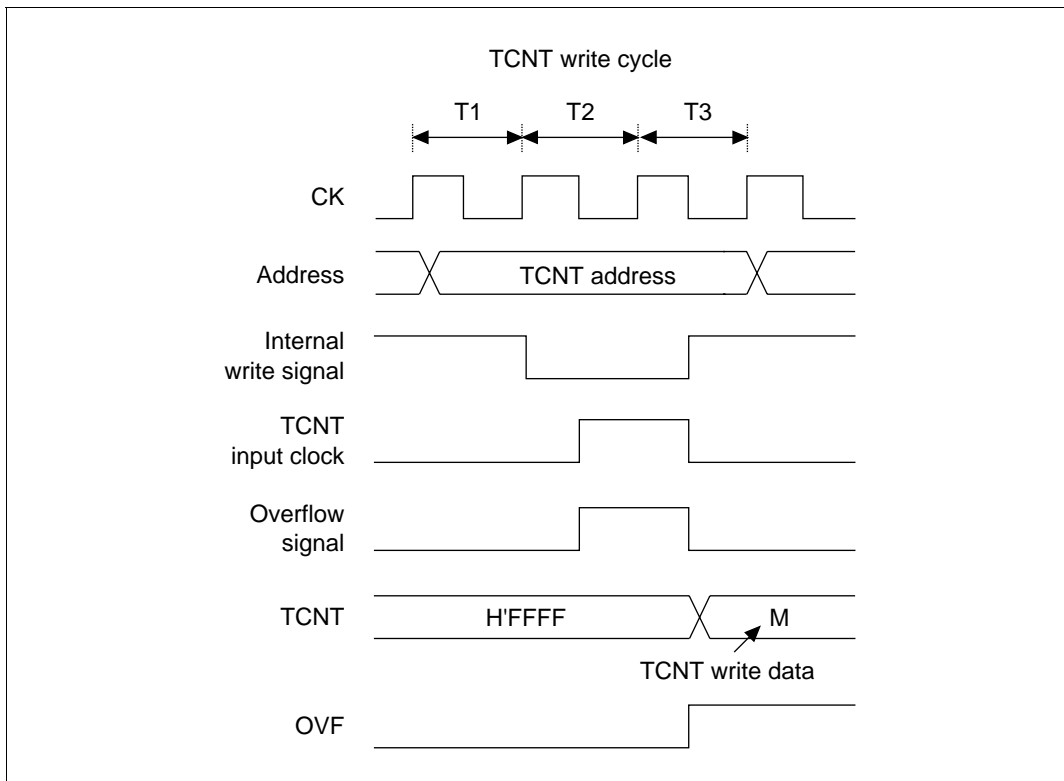 TCNT write cycle
T1 T2 T3
CK
Address TCNT address
Internal
write signal
TCNT
input clock
Overflow
signal
TCNT H'FFFF M
TCNT write data
OVF